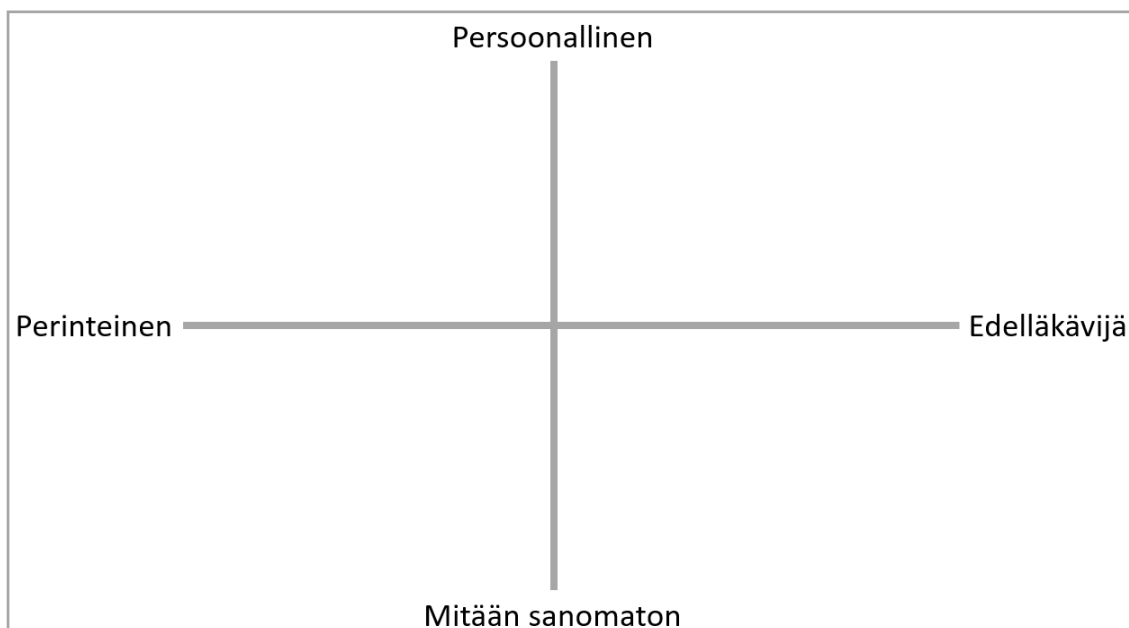 Persoonallinen
Perinteinen
Edelläkävijä
Mitään sanomaton